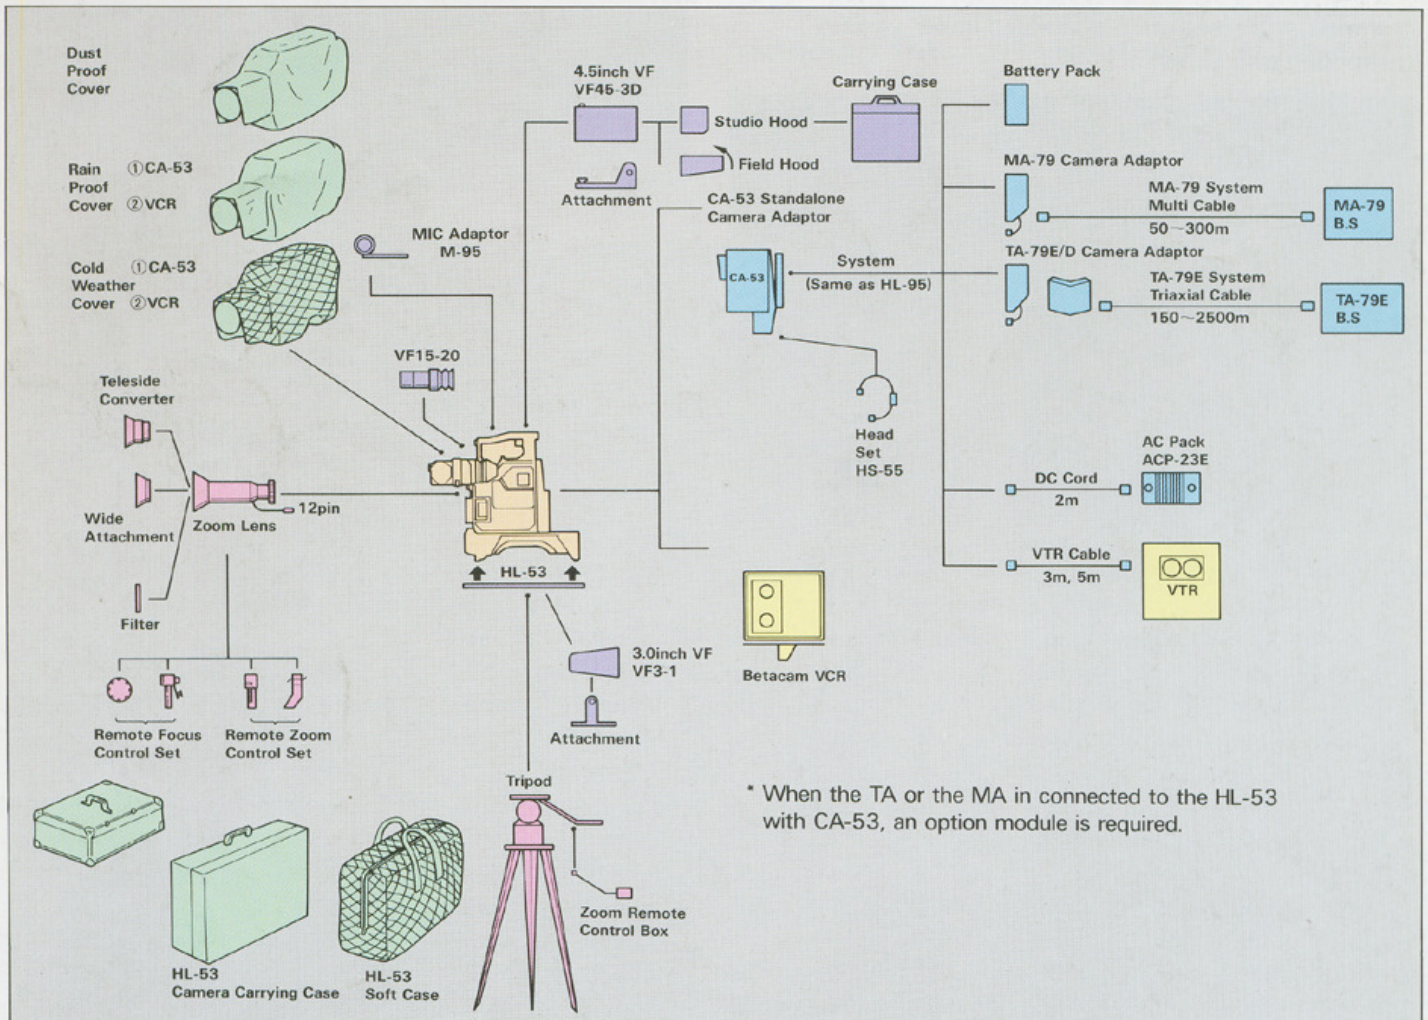 Dust
Proof
Cover
Rain ①CA-53
Proof
Cover ②VCR
Cold ①CA-53
Weather
Cover ②VCR
MIC Adaptor
M-95
VF15-20
4.5inch VF
VF45-3D
Attachment
Studio Hood
Field Hood
Carrying Case
CA-53 Standalone
Camera Adaptor
CA-53
System
(Same as HL-95)
Head
Set
HS-55
Battery Pack
MA-79 Camera Adaptor
MA-79 System
Multi Cable
50~300m
MA-79
B.S
TA-79E/D Camera Adaptor
TA-79E System
Triaxial Cable
150~2500m
TA-79E
B.S
AC Pack
ACP-23E
DC Cord
2m
VTR Cable
3m, 5m
VTR
Teleside
Converter
Wide
Attachment
Zoom Lens
12pin
Filter
Remote Focus
Control Set
Remote Zoom
Control Set
HL-53
3.0inch VF
VF3-1
Attachment
Betacam VCR
Tripod
Zoom Remote
Control Box
HL-53
Camera Carrying Case
HL-53
Soft Case
* When the TA or the MA in connected to the HL-53
with CA-53, an option module is required.